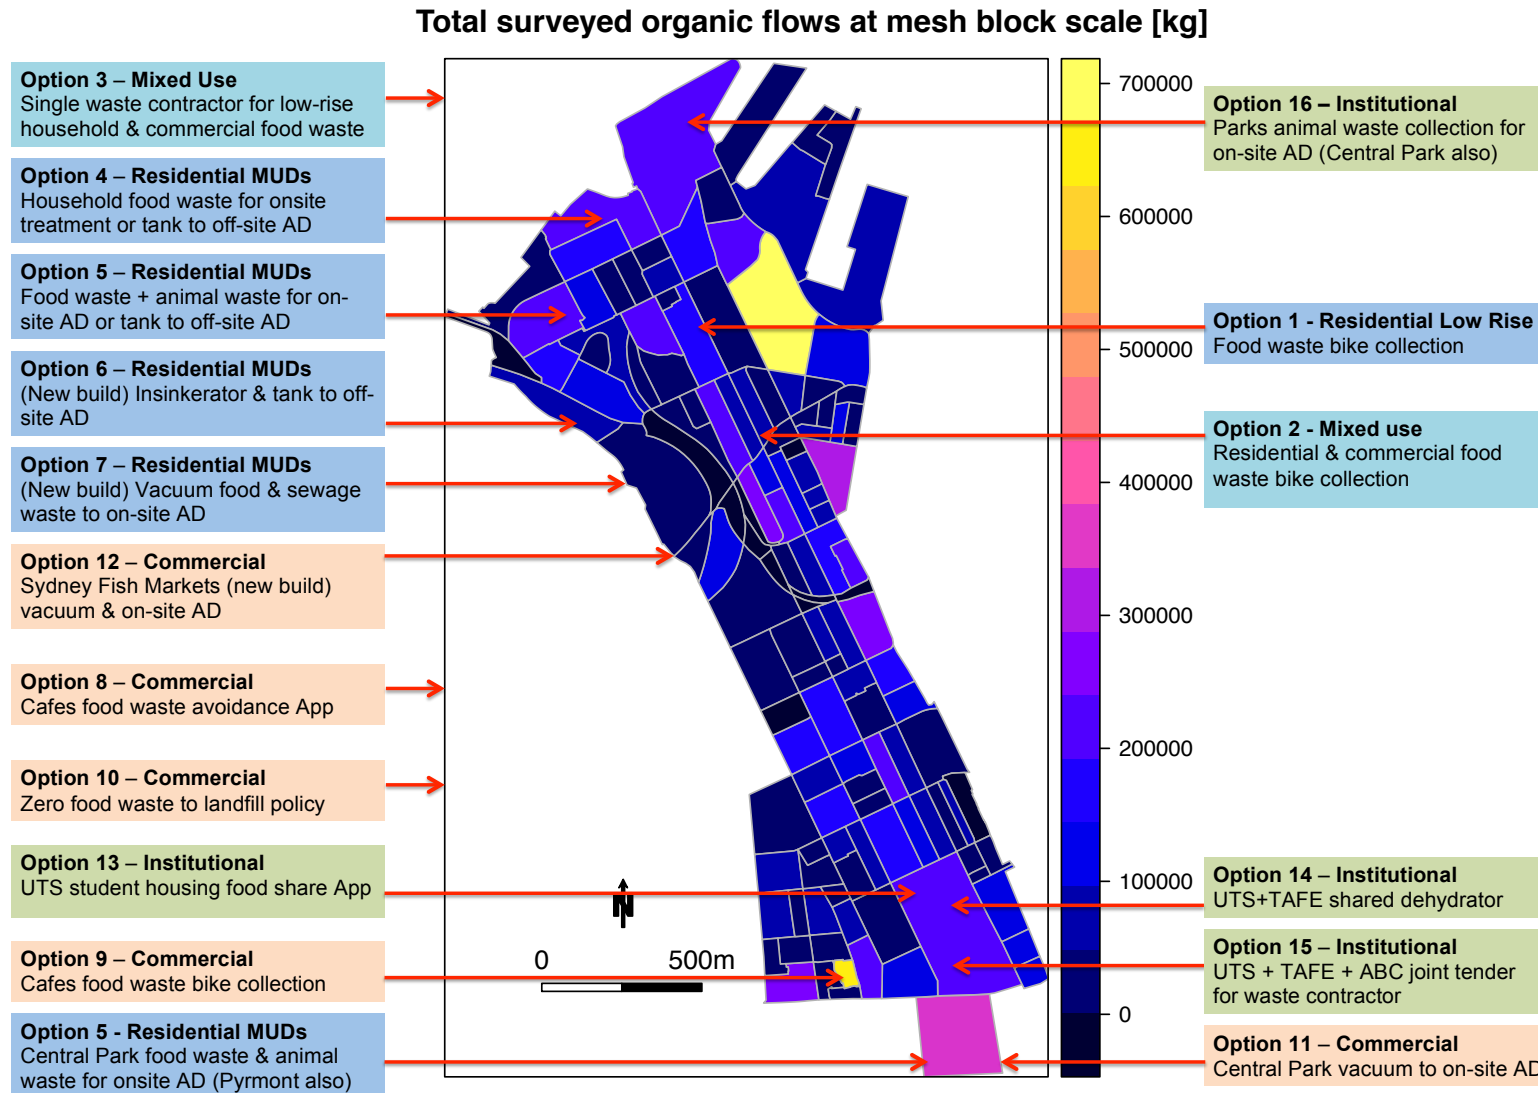 Total surveyed organic flows at mesh block scale [kg]
Option 3 – Mixed Use
Single waste contractor for low-rise
household & commercial food waste
Option 4 – Residential MUDs
Household food waste for onsite
treatment or tank to off-site AD
Option 5 – Residential MUDs
Food waste + animal waste for on-
site AD or tank to off-site AD
Option 6 – Residential MUDs
(New build) Insinkerator & tank to off-
site AD
Option 7 – Residential MUDs
(New build) Vacuum food & sewage
waste to on-site AD
Option 12 – Commercial
Sydney Fish Markets (new build)
vacuum & on-site AD
Option 8 – Commercial
Cafes food waste avoidance App
Option 10 – Commercial
Zero food waste to landfill policy
Option 13 – Institutional
UTS student housing food share App
Option 9 – Commercial
Cafes food waste bike collection
Option 5 - Residential MUDs
Central Park food waste & animal
waste for onsite AD (Pyrmont also)
N
0 500m
700000
600000
500000
400000
300000
200000
100000
0
Option 16 – Institutional
Parks animal waste collection for
on-site AD (Central Park also)
Option 1 - Residential Low Rise
Food waste bike collection
Option 2 - Mixed use
Residential & commercial food
waste bike collection
Option 14 – Institutional
UTS+TAFE shared dehydrator
Option 15 – Institutional
UTS + TAFE + ABC joint tender
for waste contractor
Option 11 – Commercial
Central Park vacuum to on-site AD